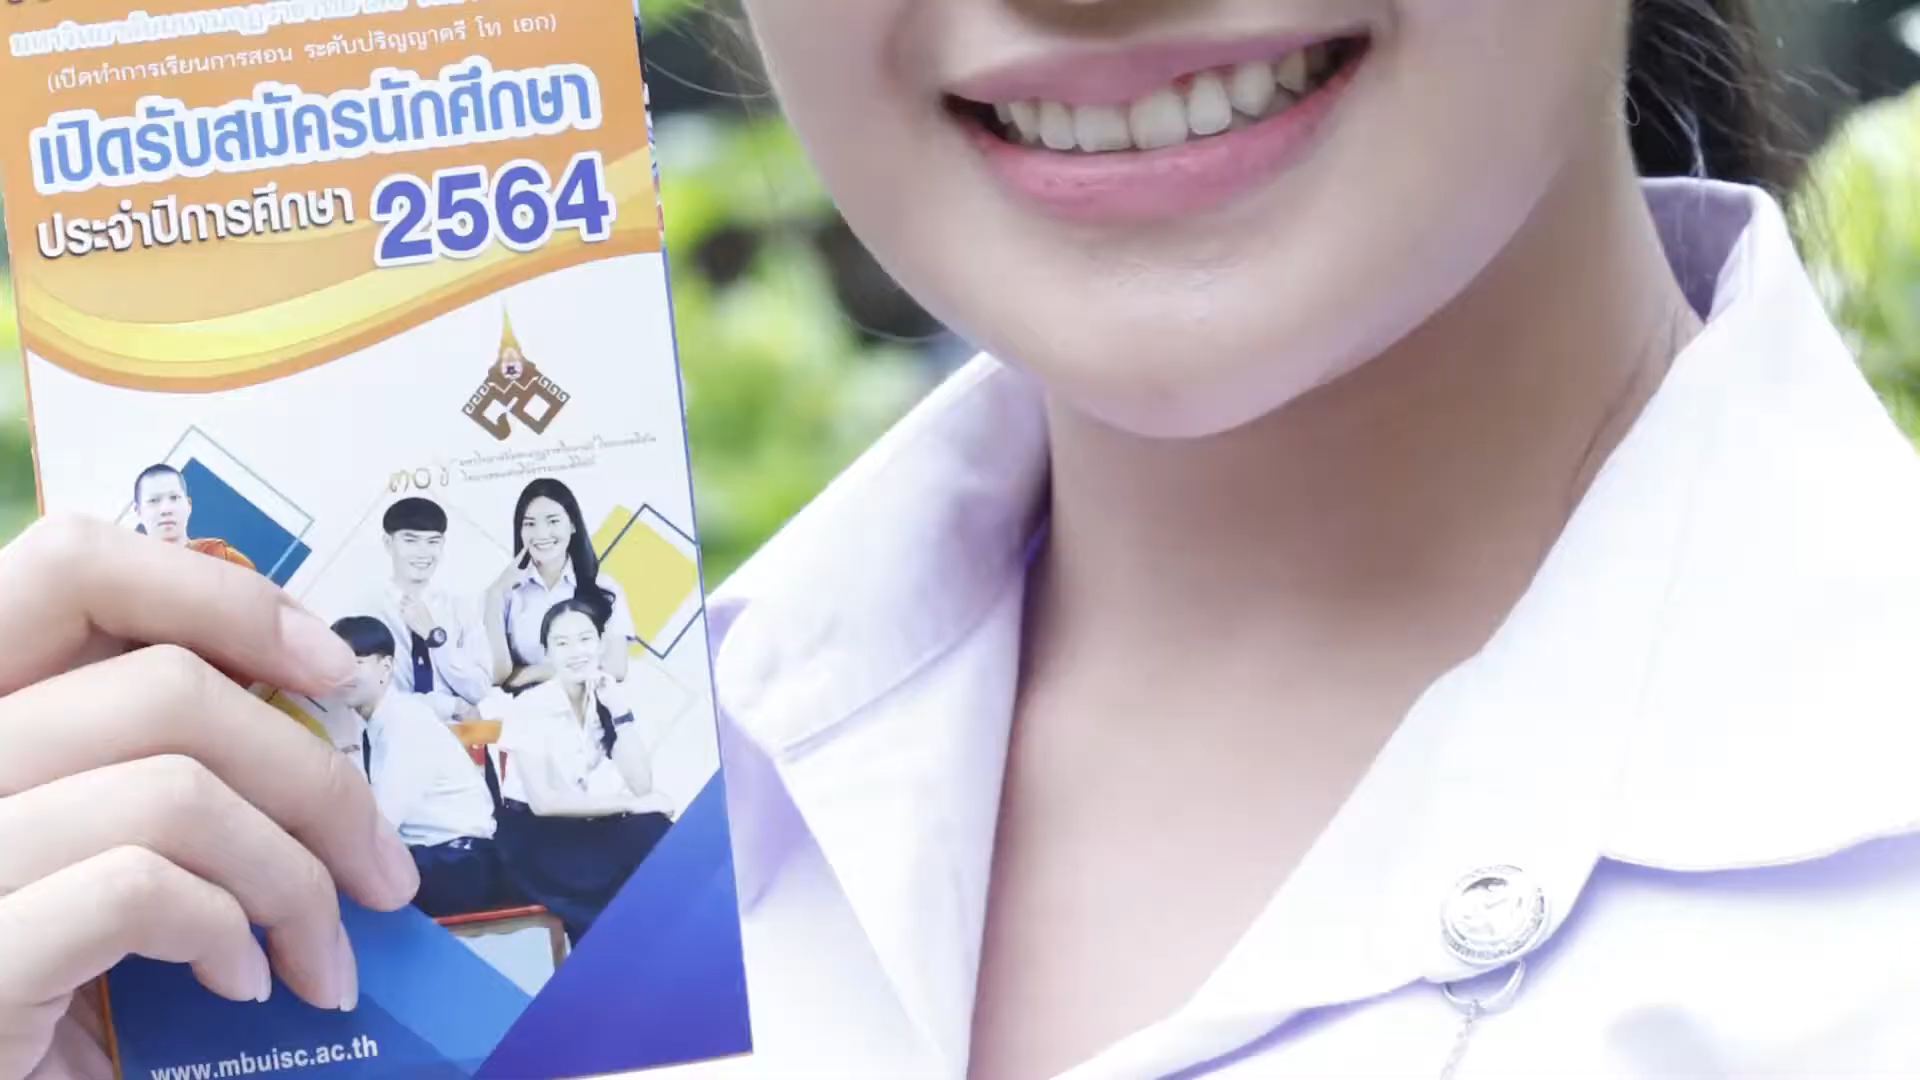 (เปิดทำการเรียนการสอน ระดับปริญญาตรี โท เอก)
เปิดรับสมัครนักศึกษา
ประจำปีการศึกษา 2564
๓๐ ปี
www.mbuisc.ac.th